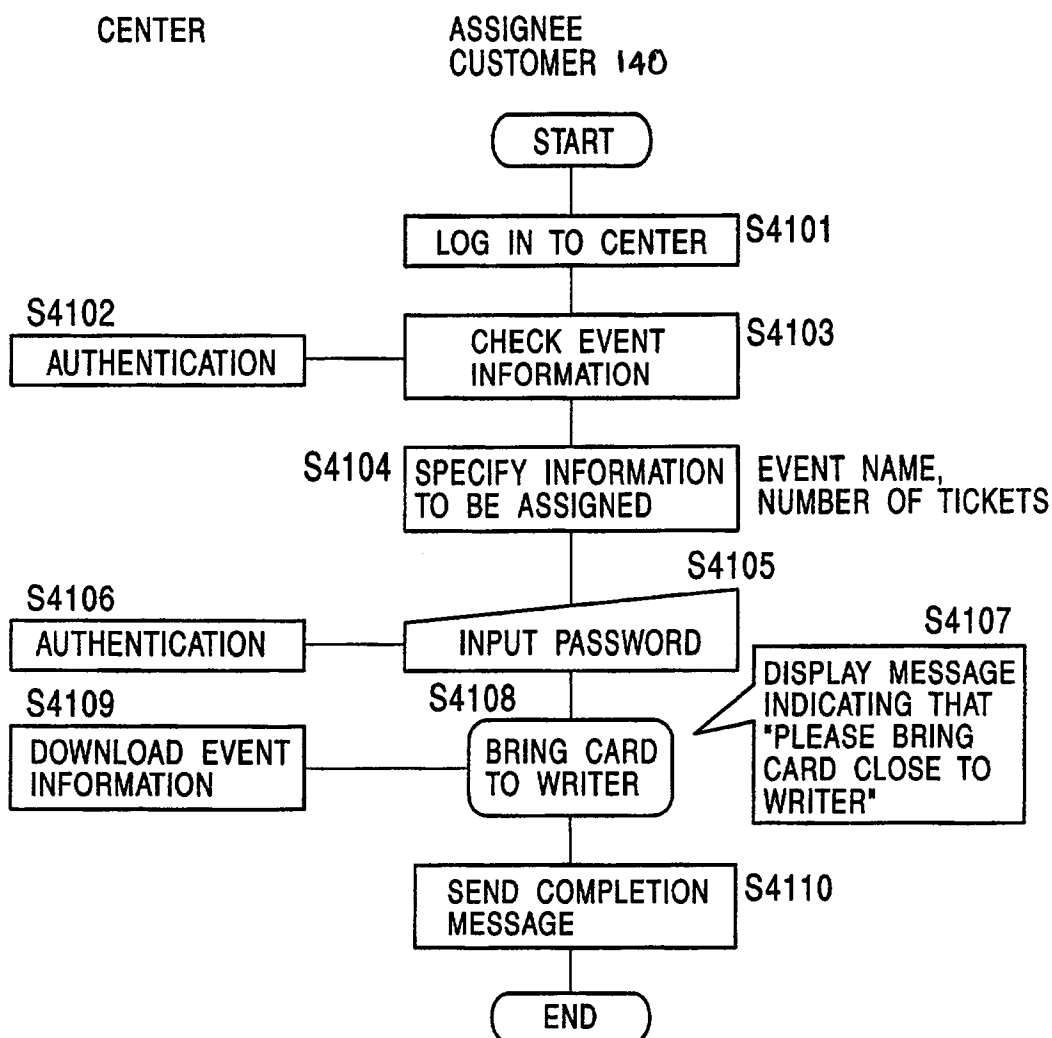 CENTER
ASSIGNEE
CUSTOMER 140
START
LOG IN TO CENTER
S4101
S4102
AUTHENTICATION
CHECK EVENT
INFORMATION
S4103
S4104
SPECIFY INFORMATION
TO BE ASSIGNED
EVENT NAME,
NUMBER OF TICKETS
S4105
S4106
AUTHENTICATION
INPUT PASSWORD
S4107
DISPLAY MESSAGE
INDICATING THAT
"PLEASE BRING
CARD CLOSE TO
WRITER"
S4108
S4109
DOWNLOAD EVENT
INFORMATION
BRING CARD
TO WRITER
SEND COMPLETION
MESSAGE
S4110
END